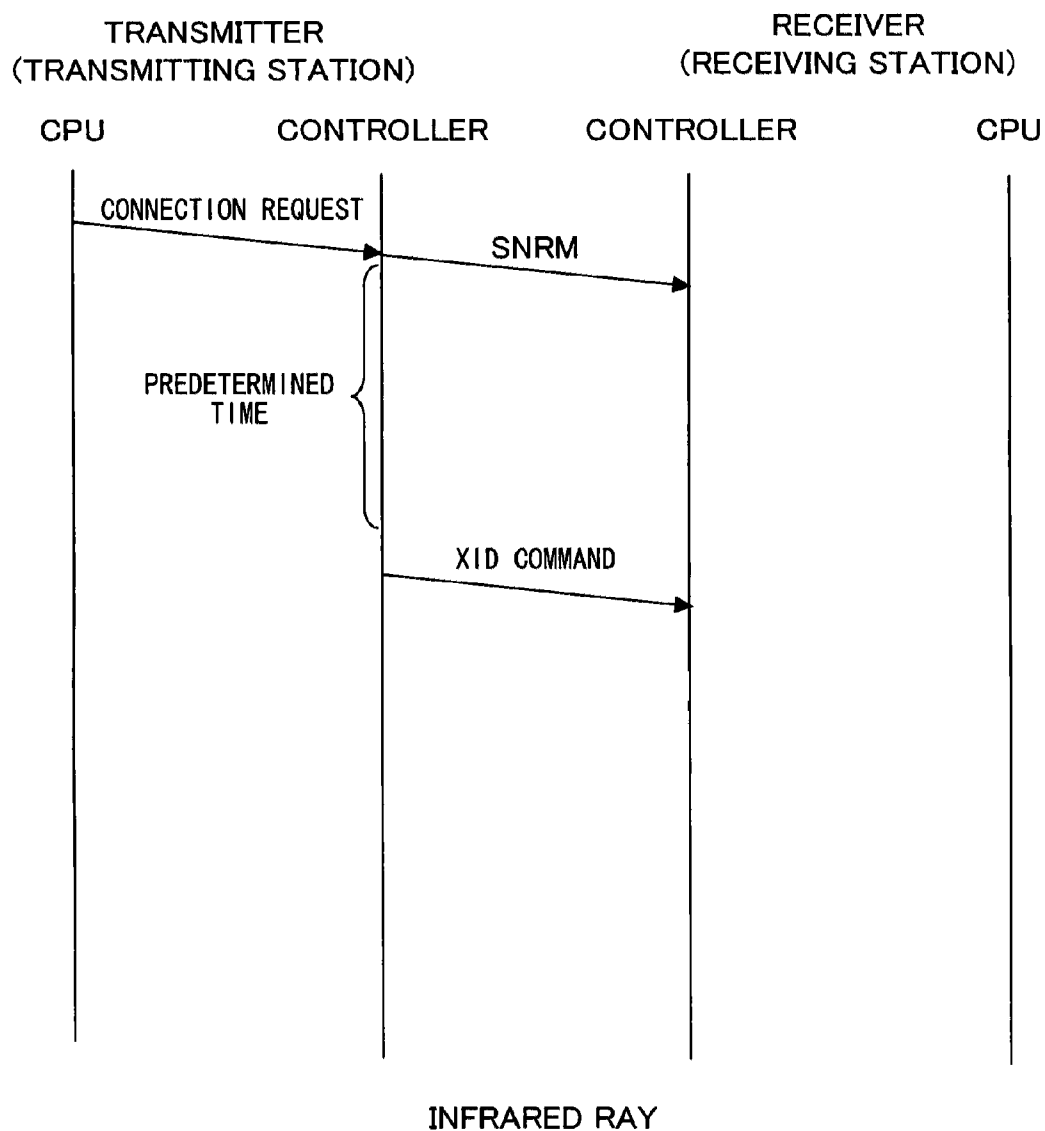 TRANSMITTER
(TRANSMITTING STATION)
RECEIVER
(RECEIVING STATION)
CPU
CONTROLLER
CONTROLLER
CPU
CONNECTION REQUEST
SNRM
PREDETERMINED
TIME
XID COMMAND
INFRARED RAY